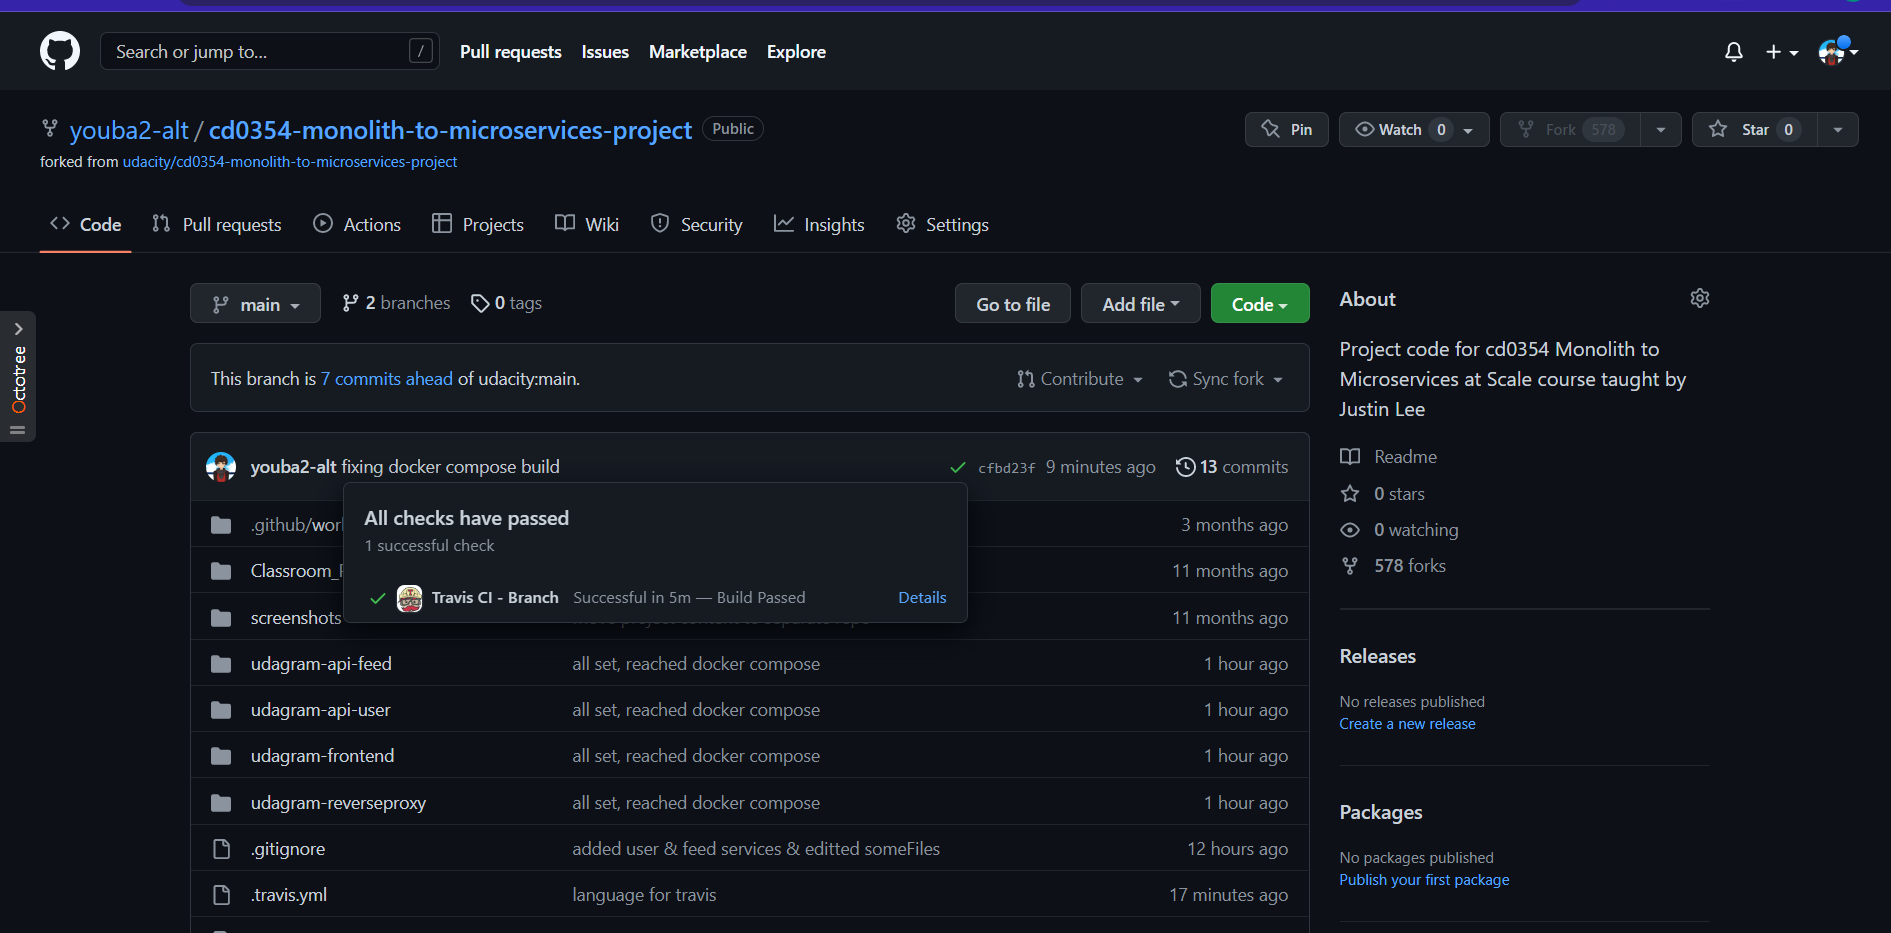 Search or jump to...
/
Pull requests
Issues
Marketplace
Explore
youba2-alt / cd0354-monolith-to-microservices-project
Public
Pin
Watch 0
Fork 578
Star 0
forked from udacity/cd0354-monolith-to-microservices-project
Code
Pull requests
Actions
Projects
Wiki
Security
Insights
Settings
Octotree
main
2 branches
0 tags
Go to file
Add file
Code
This branch is 7 commits ahead of udacity:main.
Contribute
Sync fork
youba2-alt fixing docker compose build
cfbd23f 9 minutes ago
13 commits
All checks have passed
1 successful check
Travis CI - Branch Successful in 5m — Build Passed
Details
.github/wor
3 months ago
Classroom_
11 months ago
screenshots
11 months ago
udagram-api-feed
all set, reached docker compose
1 hour ago
udagram-api-user
all set, reached docker compose
1 hour ago
udagram-frontend
all set, reached docker compose
1 hour ago
udagram-reverseproxy
all set, reached docker compose
1 hour ago
.gitignore
added user & feed services & editted someFiles
12 hours ago
.travis.yml
language for travis
17 minutes ago
About
Project code for cd0354 Monolith to
Microservices at Scale course taught by
Justin Lee
Readme
0 stars
0 watching
578 forks
Releases
No releases published
Create a new release
Packages
No packages published
Publish your first package